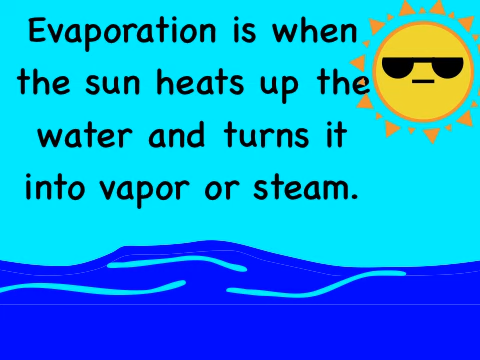 Evaporation is when
the sun heats up the
water and turns it
into vapor or steam.